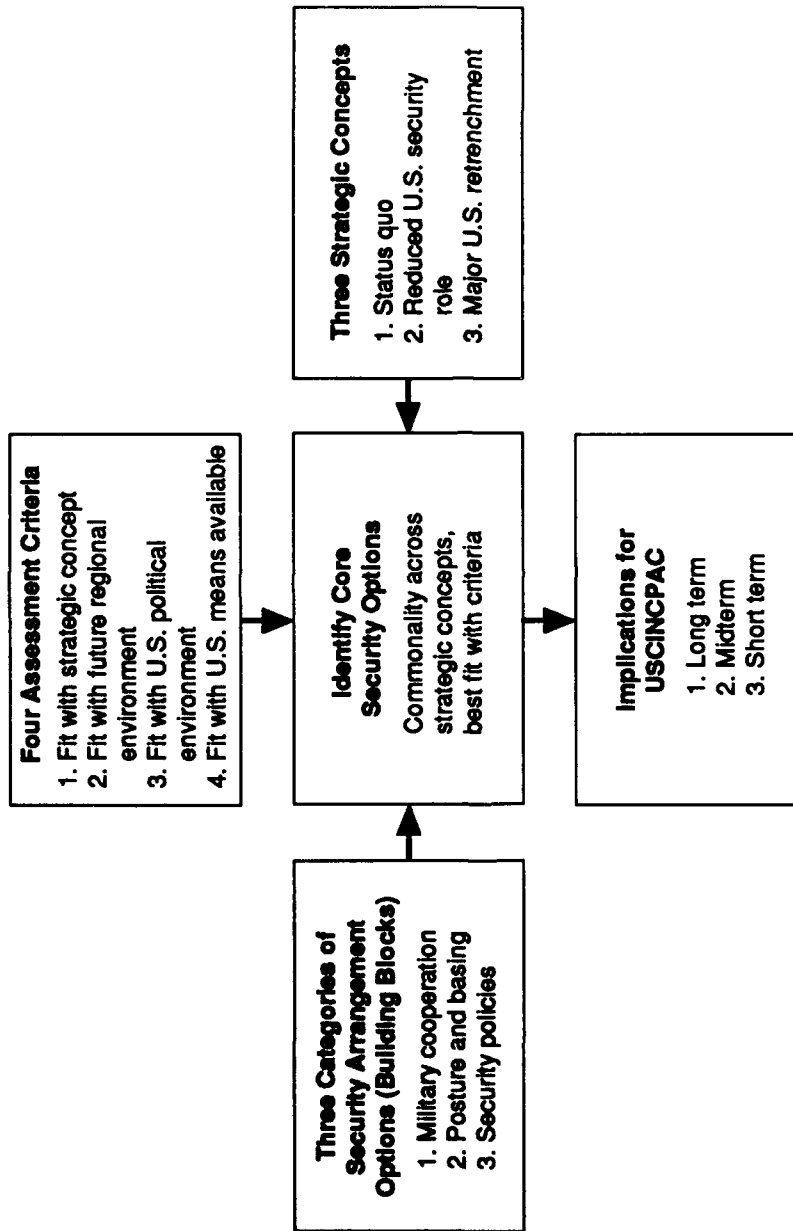 Four Assessment Criteria
1. Fit with strategic concept
2. Fit with future regional
environment
3. Fit with U.S. political
environment
4. Fit with U.S. means available
Three Categories of
Security Arrangement
Options (Building Blocks)
1. Military cooperation
2. Posture and basing
3. Security policies
Identify Core
Security Options
Commonality across
strategic concepts,
best fit with criteria
Three Strategic Concepts
1. Status quo
2. Reduced U.S. security
role
3. Major U.S. retrenchment
Implications for
USCINCPAC
1. Long term
2. Midterm
3. Short term